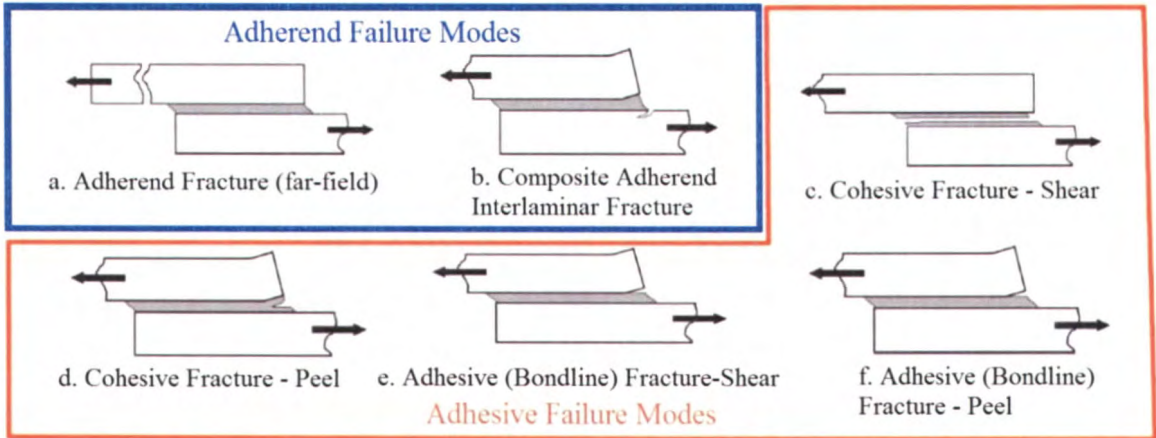 Adherend Failure Modes
a. Adherend Fracture (far-field)
b. Composite Adherend
Interlaminar Fracture
c. Cohesive Fracture - Shear
d. Cohesive Fracture - Peel
e. Adhesive (Bondline) Fracture-Shear
f. Adhesive (Bondline)
Fracture - Peel
Adhesive Failure Modes